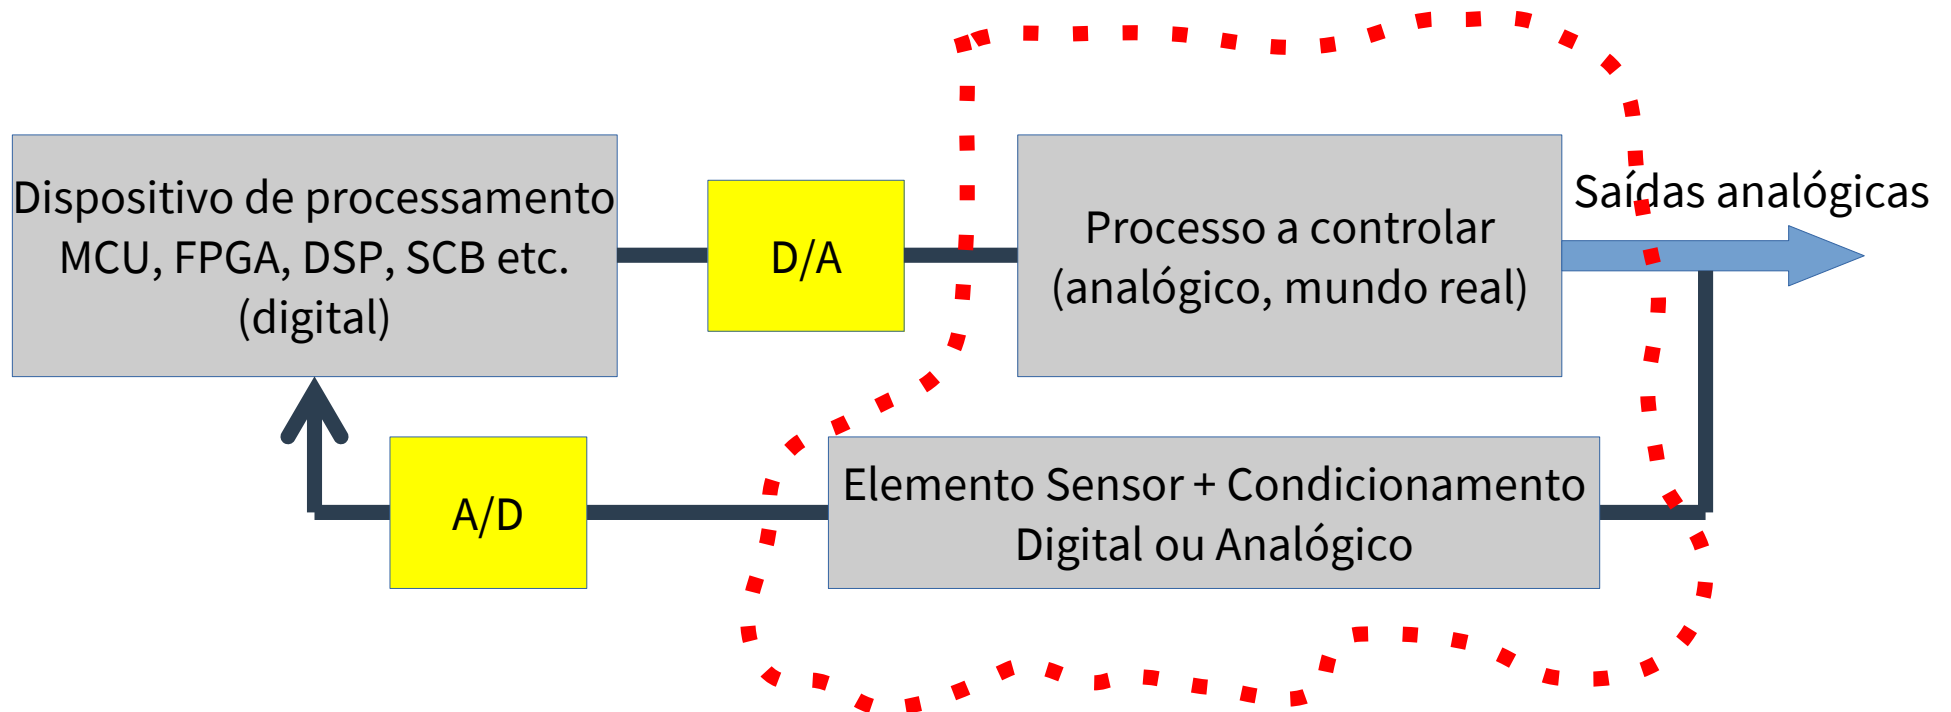 Dispositivo de processamento
MCU, FPGA, DSP, SCB etc.
(digital)
D/A
Processo a controlar
(analógico, mundo real)
Saídas analógicas
A/D
Elemento Sensor + Condicionamento
Digital ou Analógico